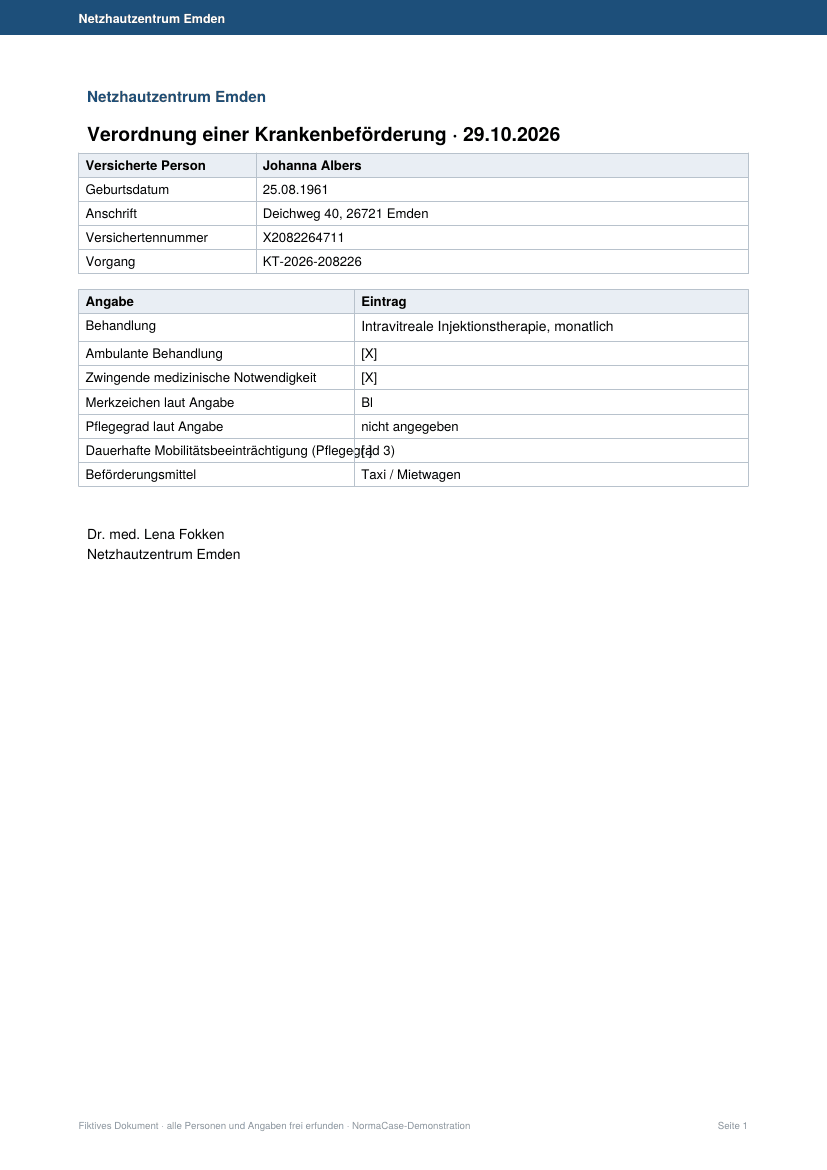 Netzhautzentrum Emden
Netzhautzentrum Emden
Verordnung einer Krankenbeförderung · 29.10.2026
Versicherte Person Johanna Albers
Geburtsdatum 25.08.1961
Anschrift Deichweg 40, 26721 Emden
Versichertennummer X2082264711
Vorgang KT-2026-208226
Angabe Eintrag
Behandlung Intravitreale Injektionstherapie, monatlich
Ambulante Behandlung [X]
Zwingende medizinische Notwendigkeit [X]
Merkzeichen laut Angabe Bl
Pflegegrad laut Angabe nicht angegeben
Dauerhafte Mobilitätsbeeinträchtigung (Pflegegrad 3) [ ]
Beförderungsmittel Taxi / Mietwagen
Dr. med. Lena Fokken
Netzhautzentrum Emden
Fiktives Dokument · alle Personen und Angaben frei erfunden · NormaCase-Demonstration Seite 1